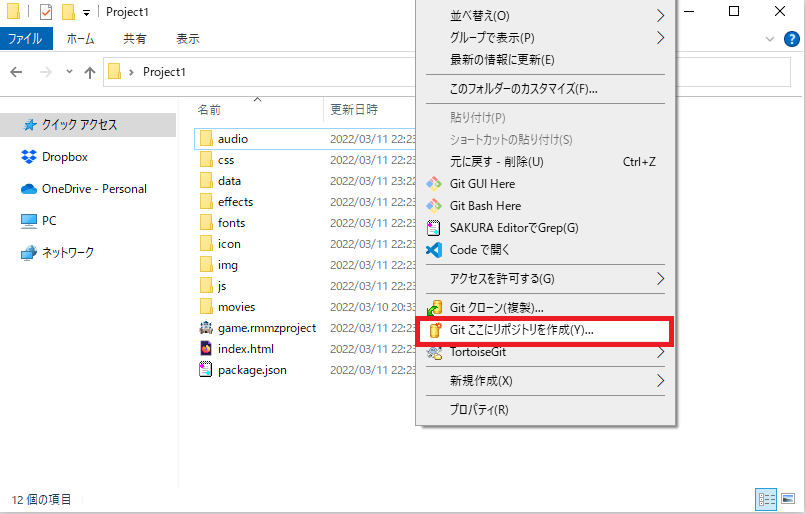 Project1
ファイル
ホーム
共有
表示
Project1
名前
更新日時
クイック アクセス
Dropbox
OneDrive - Personal
PC
ネットワーク
audio 2022/03/11 22:23
css 2022/03/11 22:23
data 2022/03/11 23:22
effects 2022/03/11 22:23
fonts 2022/03/11 22:23
icon 2022/03/11 22:23
img 2022/03/11 22:23
js 2022/03/11 22:23
movies 2022/03/10 20:33
game.rmmzproject 2022/03/11 22:23
index.html 2022/03/11 22:23
package.json 2022/03/11 22:23
並べ替え(O)
グループで表示(P)
最新の情報に更新(E)
このフォルダーのカスタマイズ(F)...
貼り付け(P)
ショートカットの貼り付け(S)
元に戻す - 削除(U) Ctrl+Z
Git GUI Here
Git Bash Here
SAKURA EditorでGrep(G)
Code で開く
アクセスを許可する(G)
Git クローン(複製)...
Git ここにリポジトリを作成(Y)...
TortoiseGit
新規作成(X)
プロパティ(R)
12 個の項目